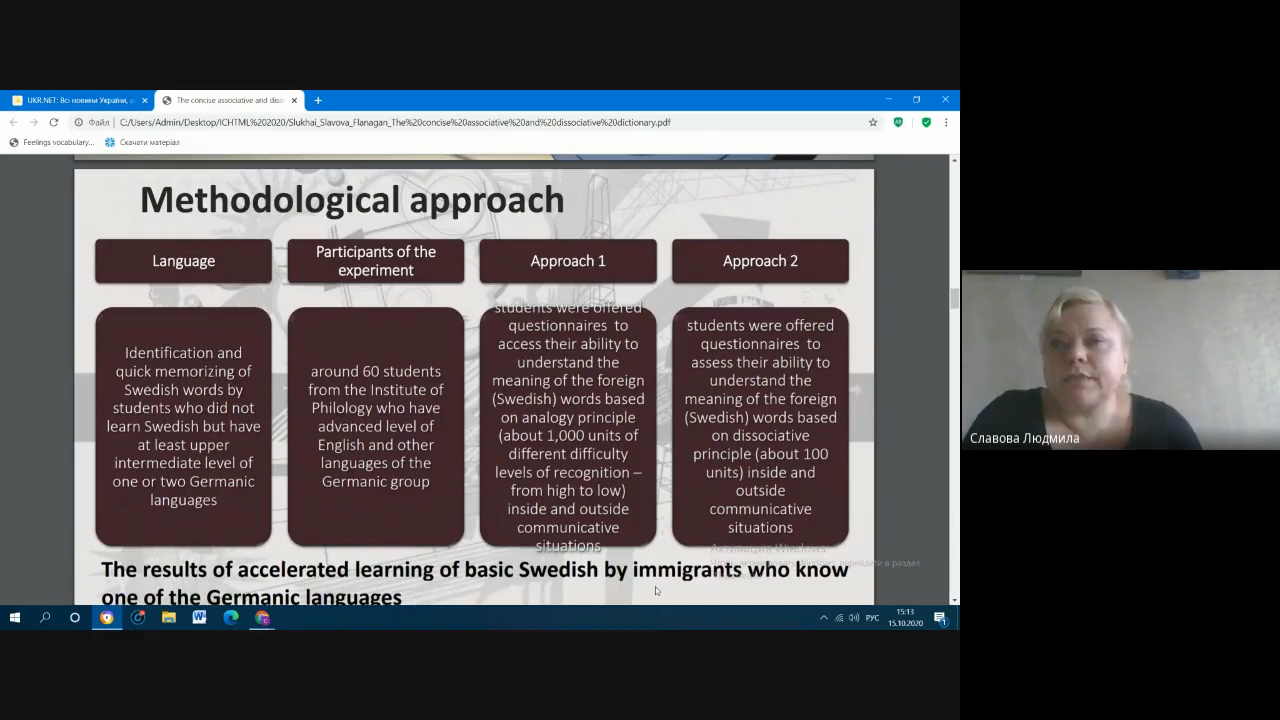 UKR.NET: Всі новини України, о
The concise associative and diss
Файл
C:/Users/Admin/Desktop/ICHTML%202020/Slukhai_Slavova_Flanagan_The%20concise%20associative%20and%20dissociative%20dictionary.pdf
Feelings vocabulary...
Скачати матеріал
Methodological approach
Language
Identification and
quick memorizing of
Swedish words by
students who did not
learn Swedish but have
at least upper
intermediate level of
one or two Germanic
languages
Participants of the
experiment
around 60 students
from the Institute of
Philology who have
advanced level of
English and other
languages of the
Germanic group
Approach 1
students were offered
questionnaires to
access their ability to
understand the
meaning of the foreign
(Swedish) words based
on analogy principle
(about 1,000 units of
different difficulty
levels of recognition –
from high to low)
inside and outside
communicative
situations
Approach 2
students were offered
questionnaires to
assess their ability to
understand the
meaning of the foreign
(Swedish) words based
on dissociative
principle (about 100
units) inside and
outside
communicative
situations
Активация Windows
перейдите в раздел
The results of accelerated learning of basic Swedish by immigrants who know
one of the Germanic languages
РУС
15:13
15.10.2020
Славова Людмила